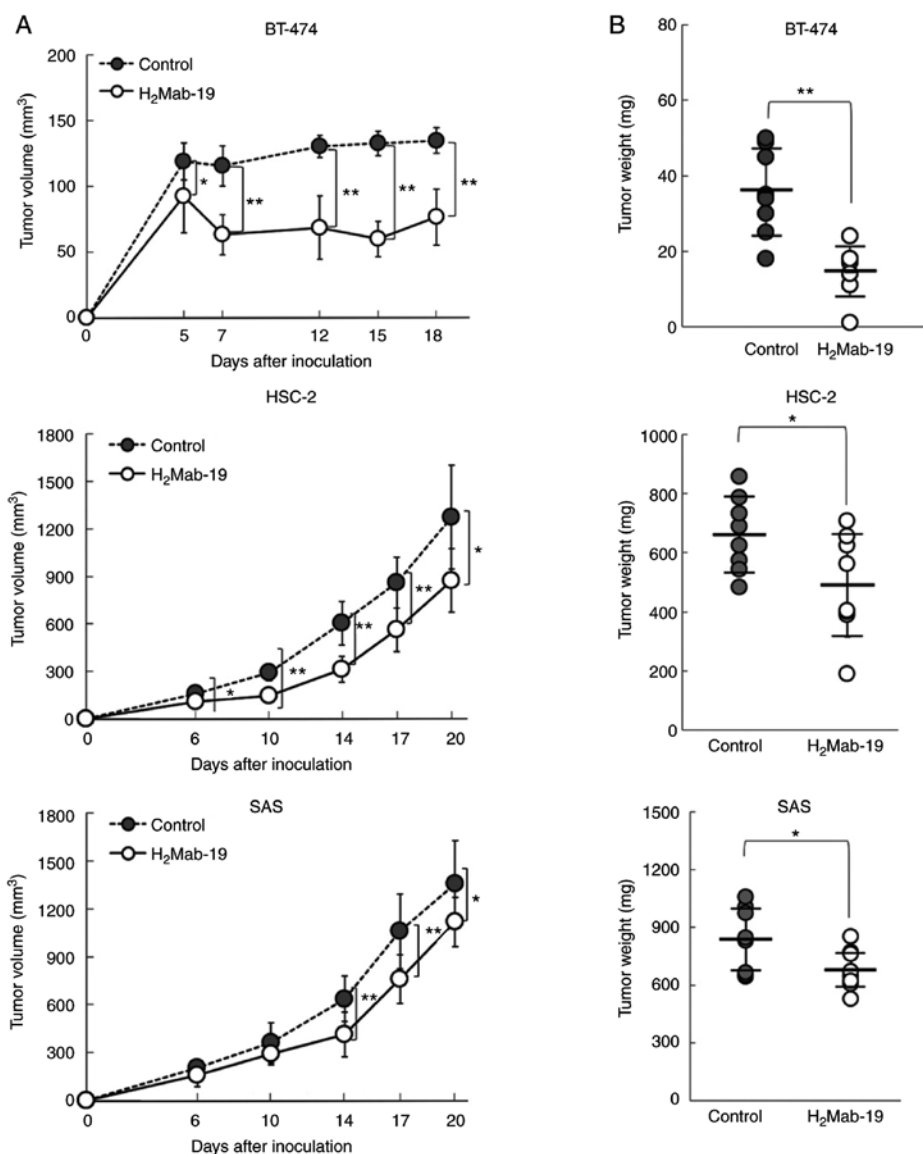 A
BT-474
200
150
100
50
0
Tumor volume (mm³)
Control
H₂Mab-19
*
**
**
**
**
0 5 7 12 15 18
Days after inoculation
HSC-2
1800
1500
1200
900
600
300
0
Tumor volume (mm³)
Control
H₂Mab-19
*
**
**
**
*
0 6 10 14 17 20
Days after inoculation
SAS
1800
1500
1200
900
600
300
0
Tumor volume (mm³)
Control
H₂Mab-19
**
**
*
0 6 10 14 17 20
Days after inoculation
B
BT-474
80
60
40
20
0
Tumor weight (mg)
**
Control H₂Mab-19
HSC-2
1000
800
600
400
200
0
Tumor weight (mg)
*
Control H₂Mab-19
SAS
1500
1200
900
600
300
0
Tumor weight (mg)
*
Control H₂Mab-19